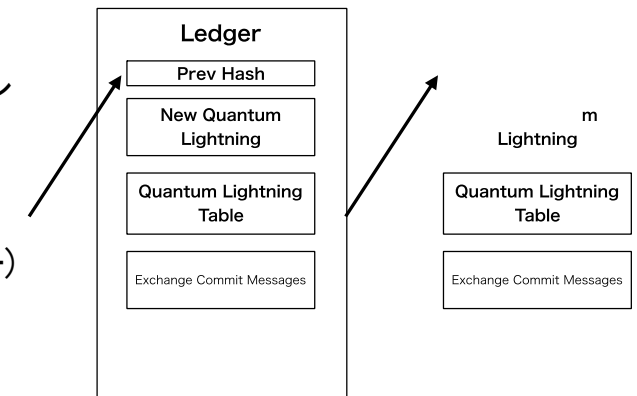 Ledger
Prev Hash
New Quantum
Lightning
Quantum Lightning
Table
Exchange Commit Messages
m
Lightning
Quantum Lightning
Table
Exchange Commit Messages
)